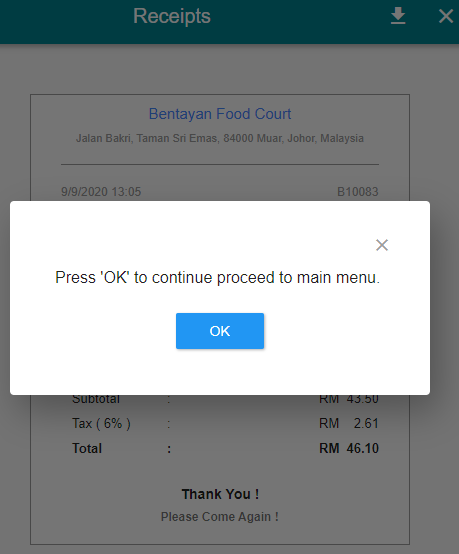 Receipts
Bentayan Food Court
Jalan Bakri, Taman Sri Emas, 84000 Muar, Johor, Malaysia
9/9/2020 13:05 B10083
Press 'OK' to continue proceed to main menu.
OK
Subtotal : RM 43.50
Tax ( 6% ) : RM 2.61
Total : RM 46.10
Thank You !
Please Come Again !